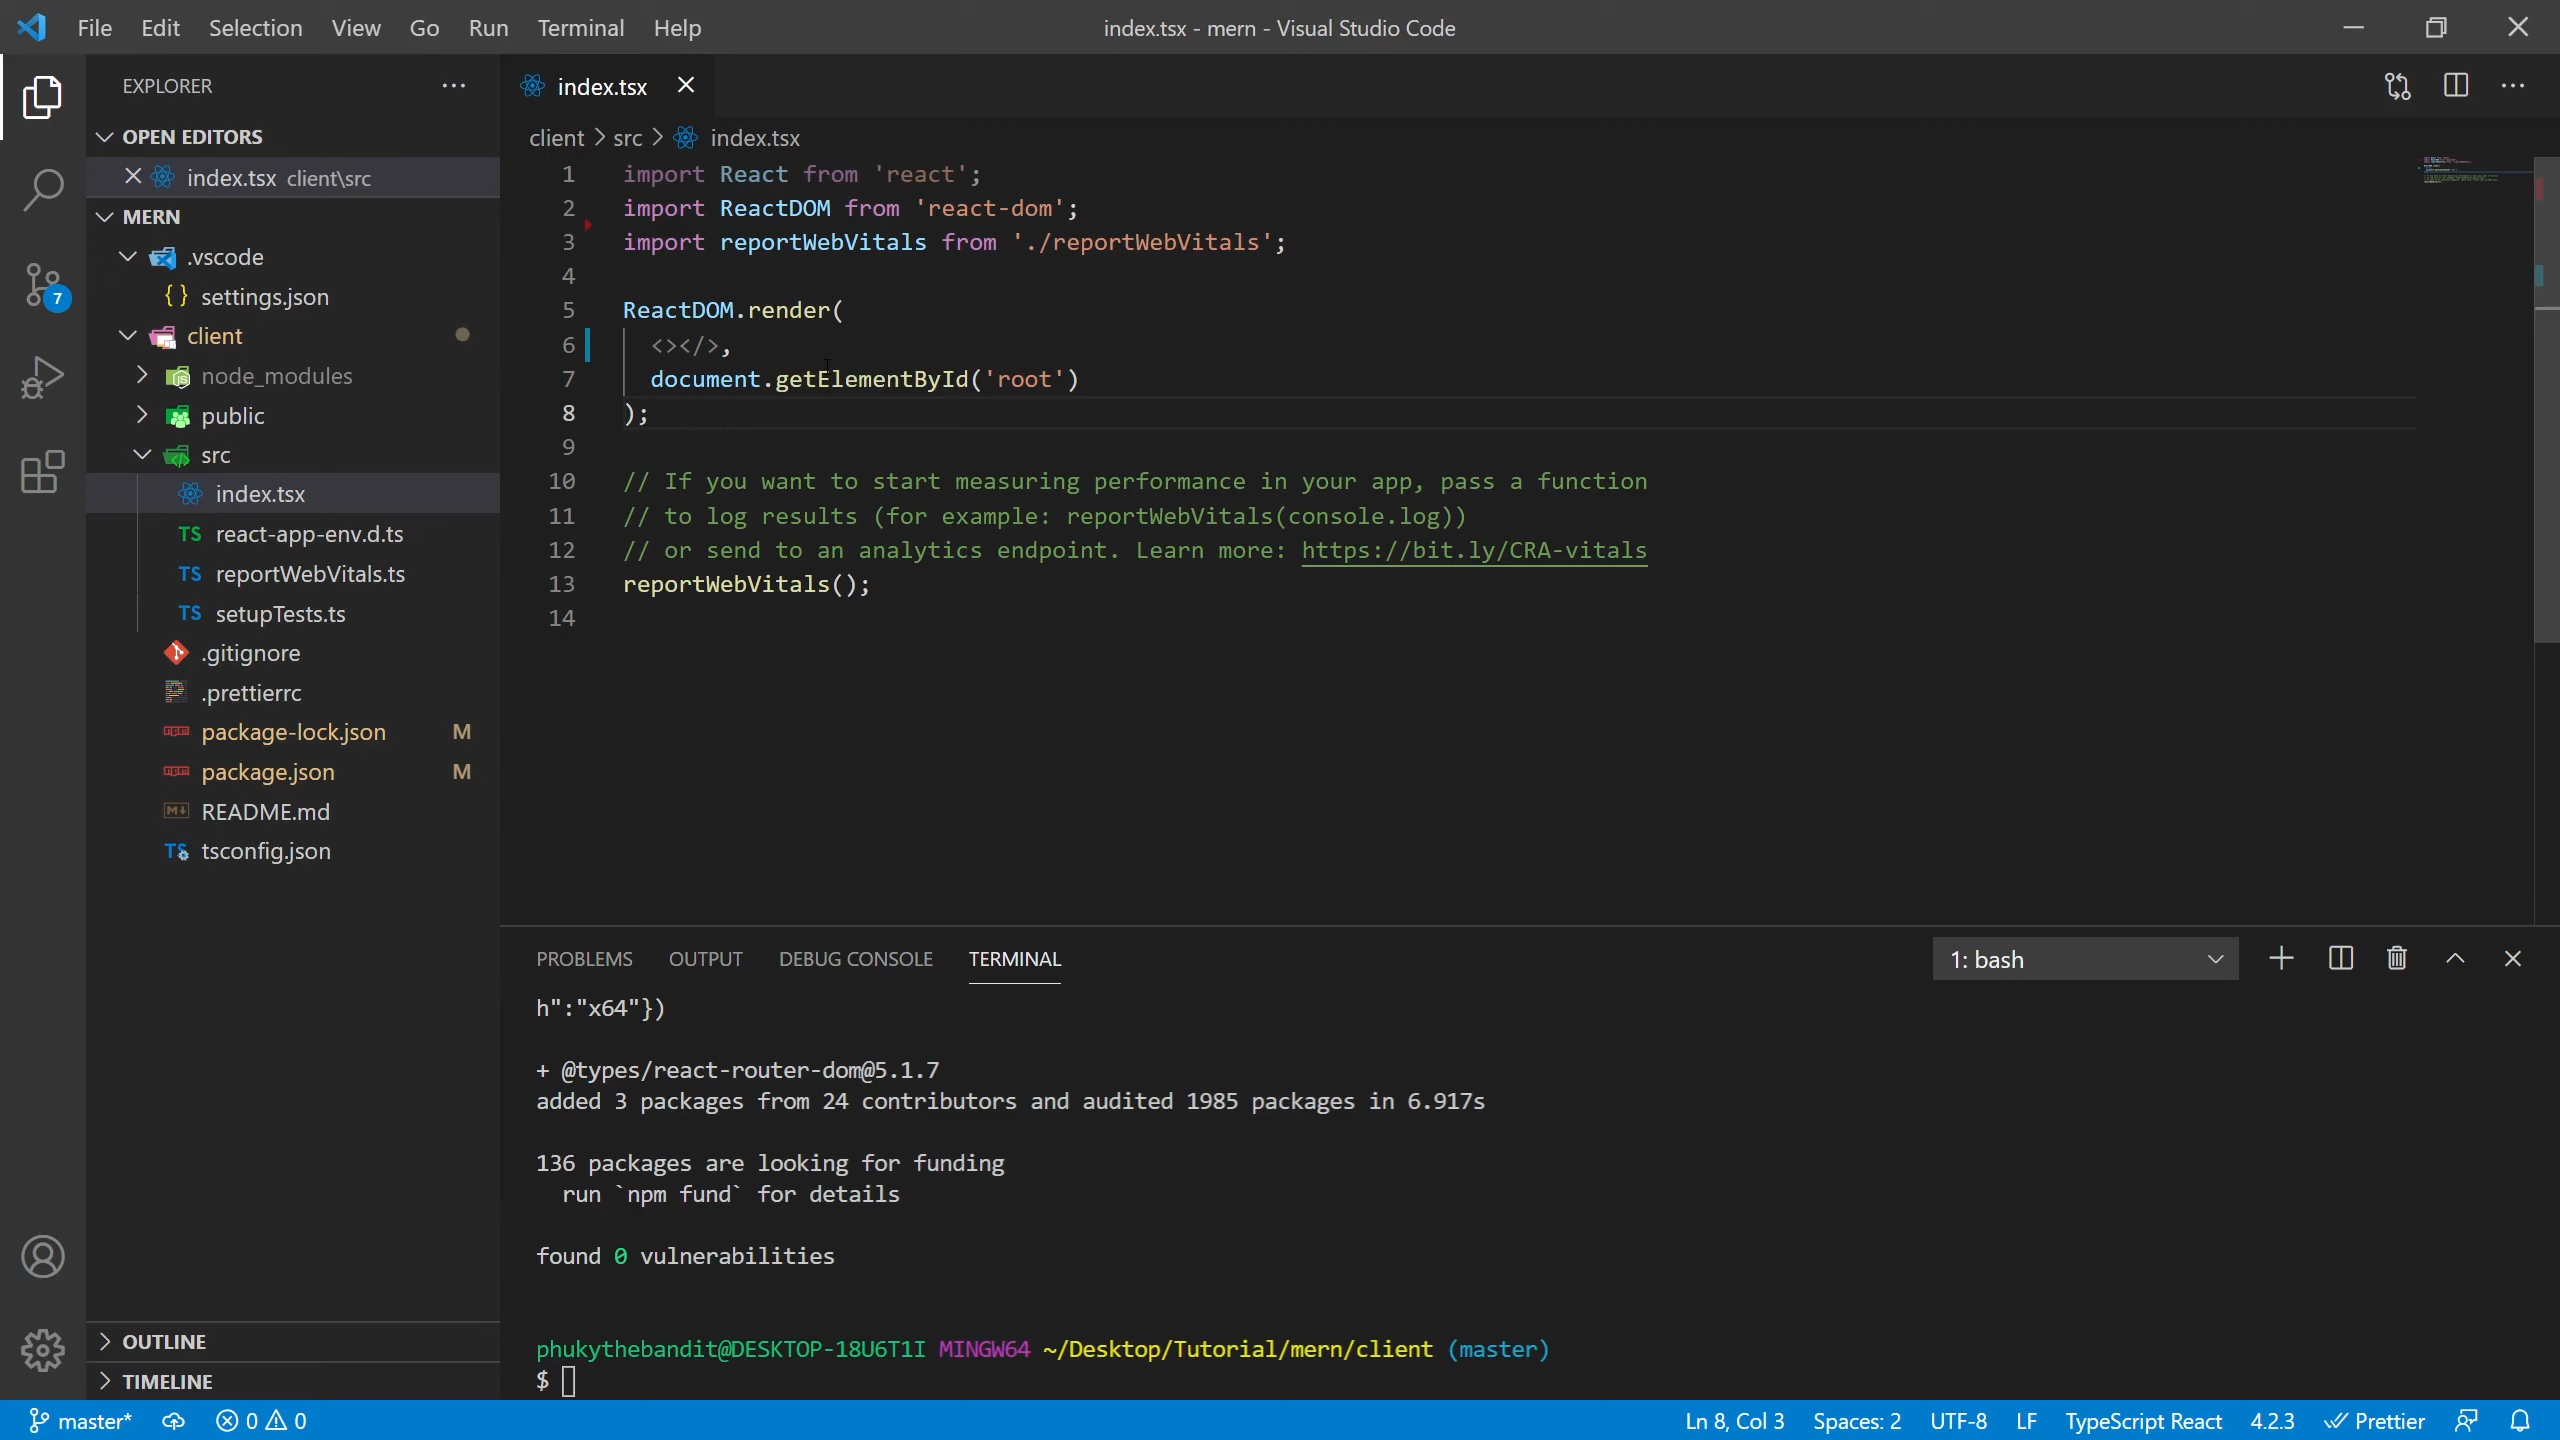 File Edit Selection View Go Run Terminal Help
index.tsx - mern - Visual Studio Code
EXPLORER
OPEN EDITORS
index.tsx client\src
MERN
.vscode
{} settings.json
client
node_modules
public
src
index.tsx
TS react-app-env.d.ts
TS reportWebVitals.ts
TS setupTests.ts
.gitignore
.prettierrc
package-lock.json M
package.json M
README.md
TS tsconfig.json
OUTLINE
TIMELINE
7
index.tsx
client > src > index.tsx
1 import React from 'react';
2 import ReactDOM from 'react-dom';
3 import reportWebVitals from './reportWebVitals';
4
5 ReactDOM.render(
6 <></>,
7 document.getElementById('root')
8 );
9
10 // If you want to start measuring performance in your app, pass a function
11 // to log results (for example: reportWebVitals(console.log))
12 // or send to an analytics endpoint. Learn more: https://bit.ly/CRA-vitals
13 reportWebVitals();
14
PROBLEMS OUTPUT DEBUG CONSOLE TERMINAL
1: bash
h":"x64"})
+ @types/react-router-dom@5.1.7
added 3 packages from 24 contributors and audited 1985 packages in 6.917s
136 packages are looking for funding
run `npm fund` for details
found 0 vulnerabilities
phukythebandit@DESKTOP-18U6T1I MINGW64 ~/Desktop/Tutorial/mern/client (master)
$
master* 0 0
Ln 8, Col 3 Spaces: 2 UTF-8 LF TypeScript React 4.2.3 Prettier